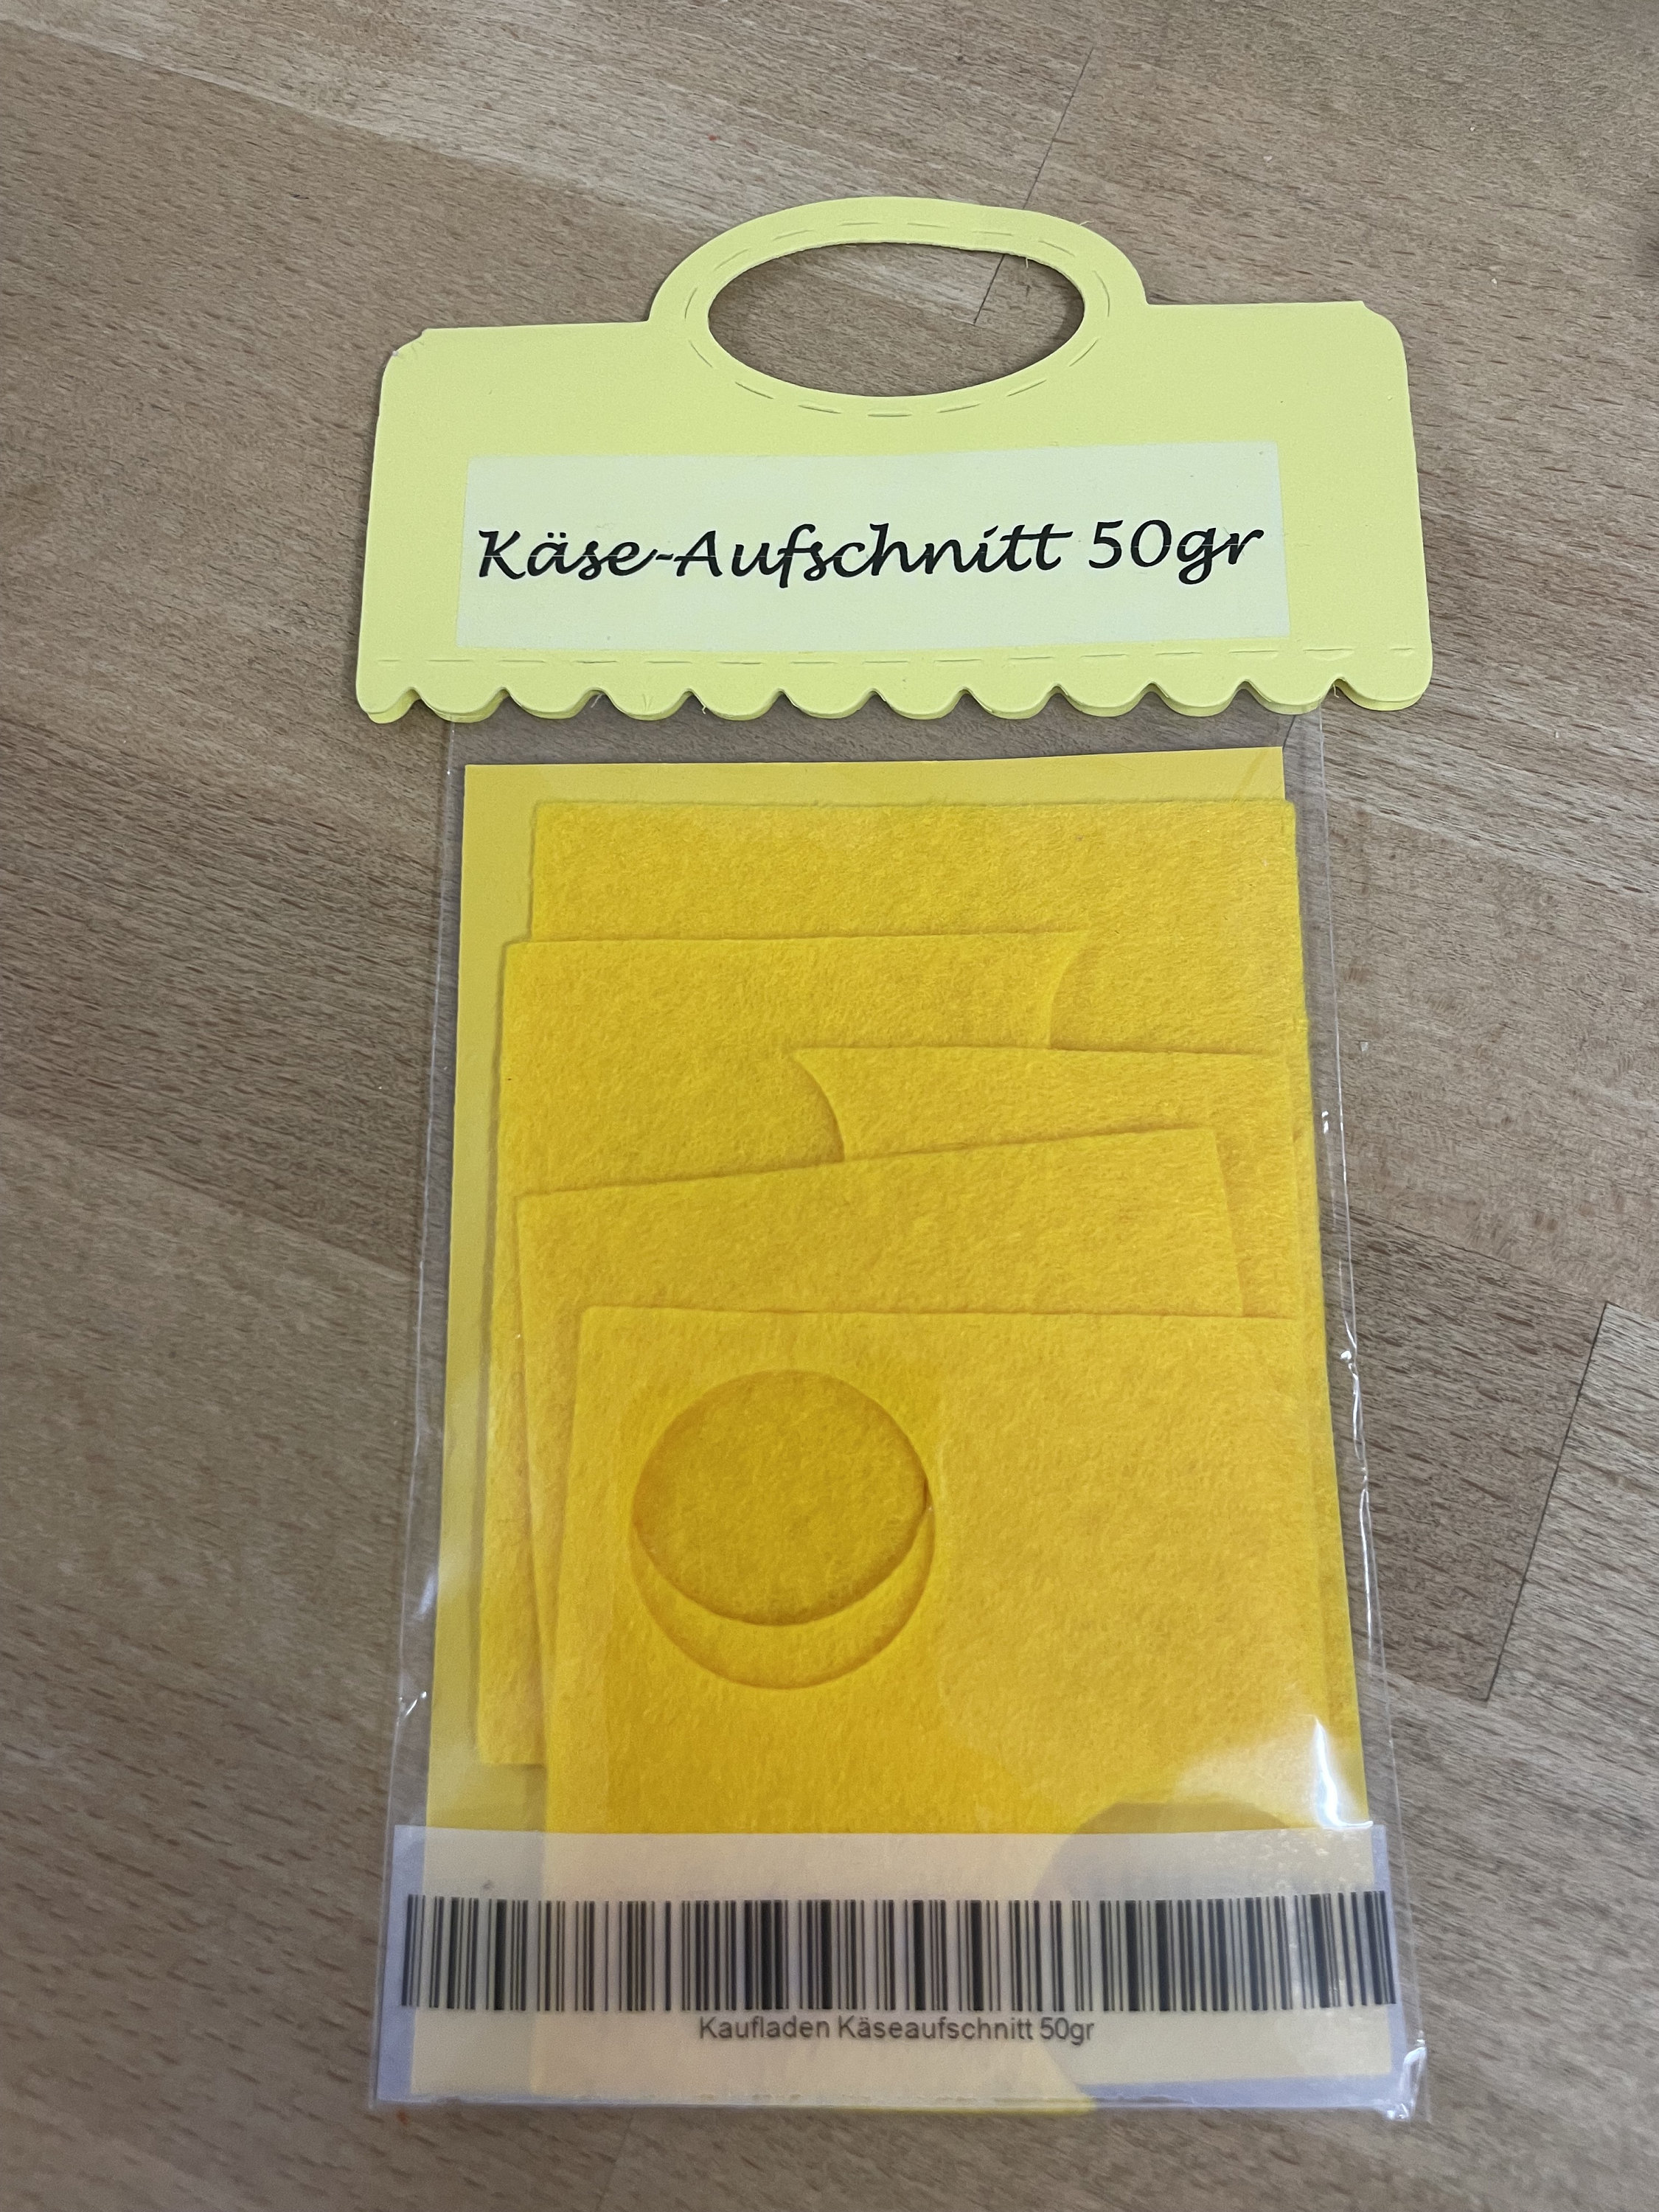 Käse-Aufschnitt 50gr
Kaufladen Käseaufschnitt 50gr